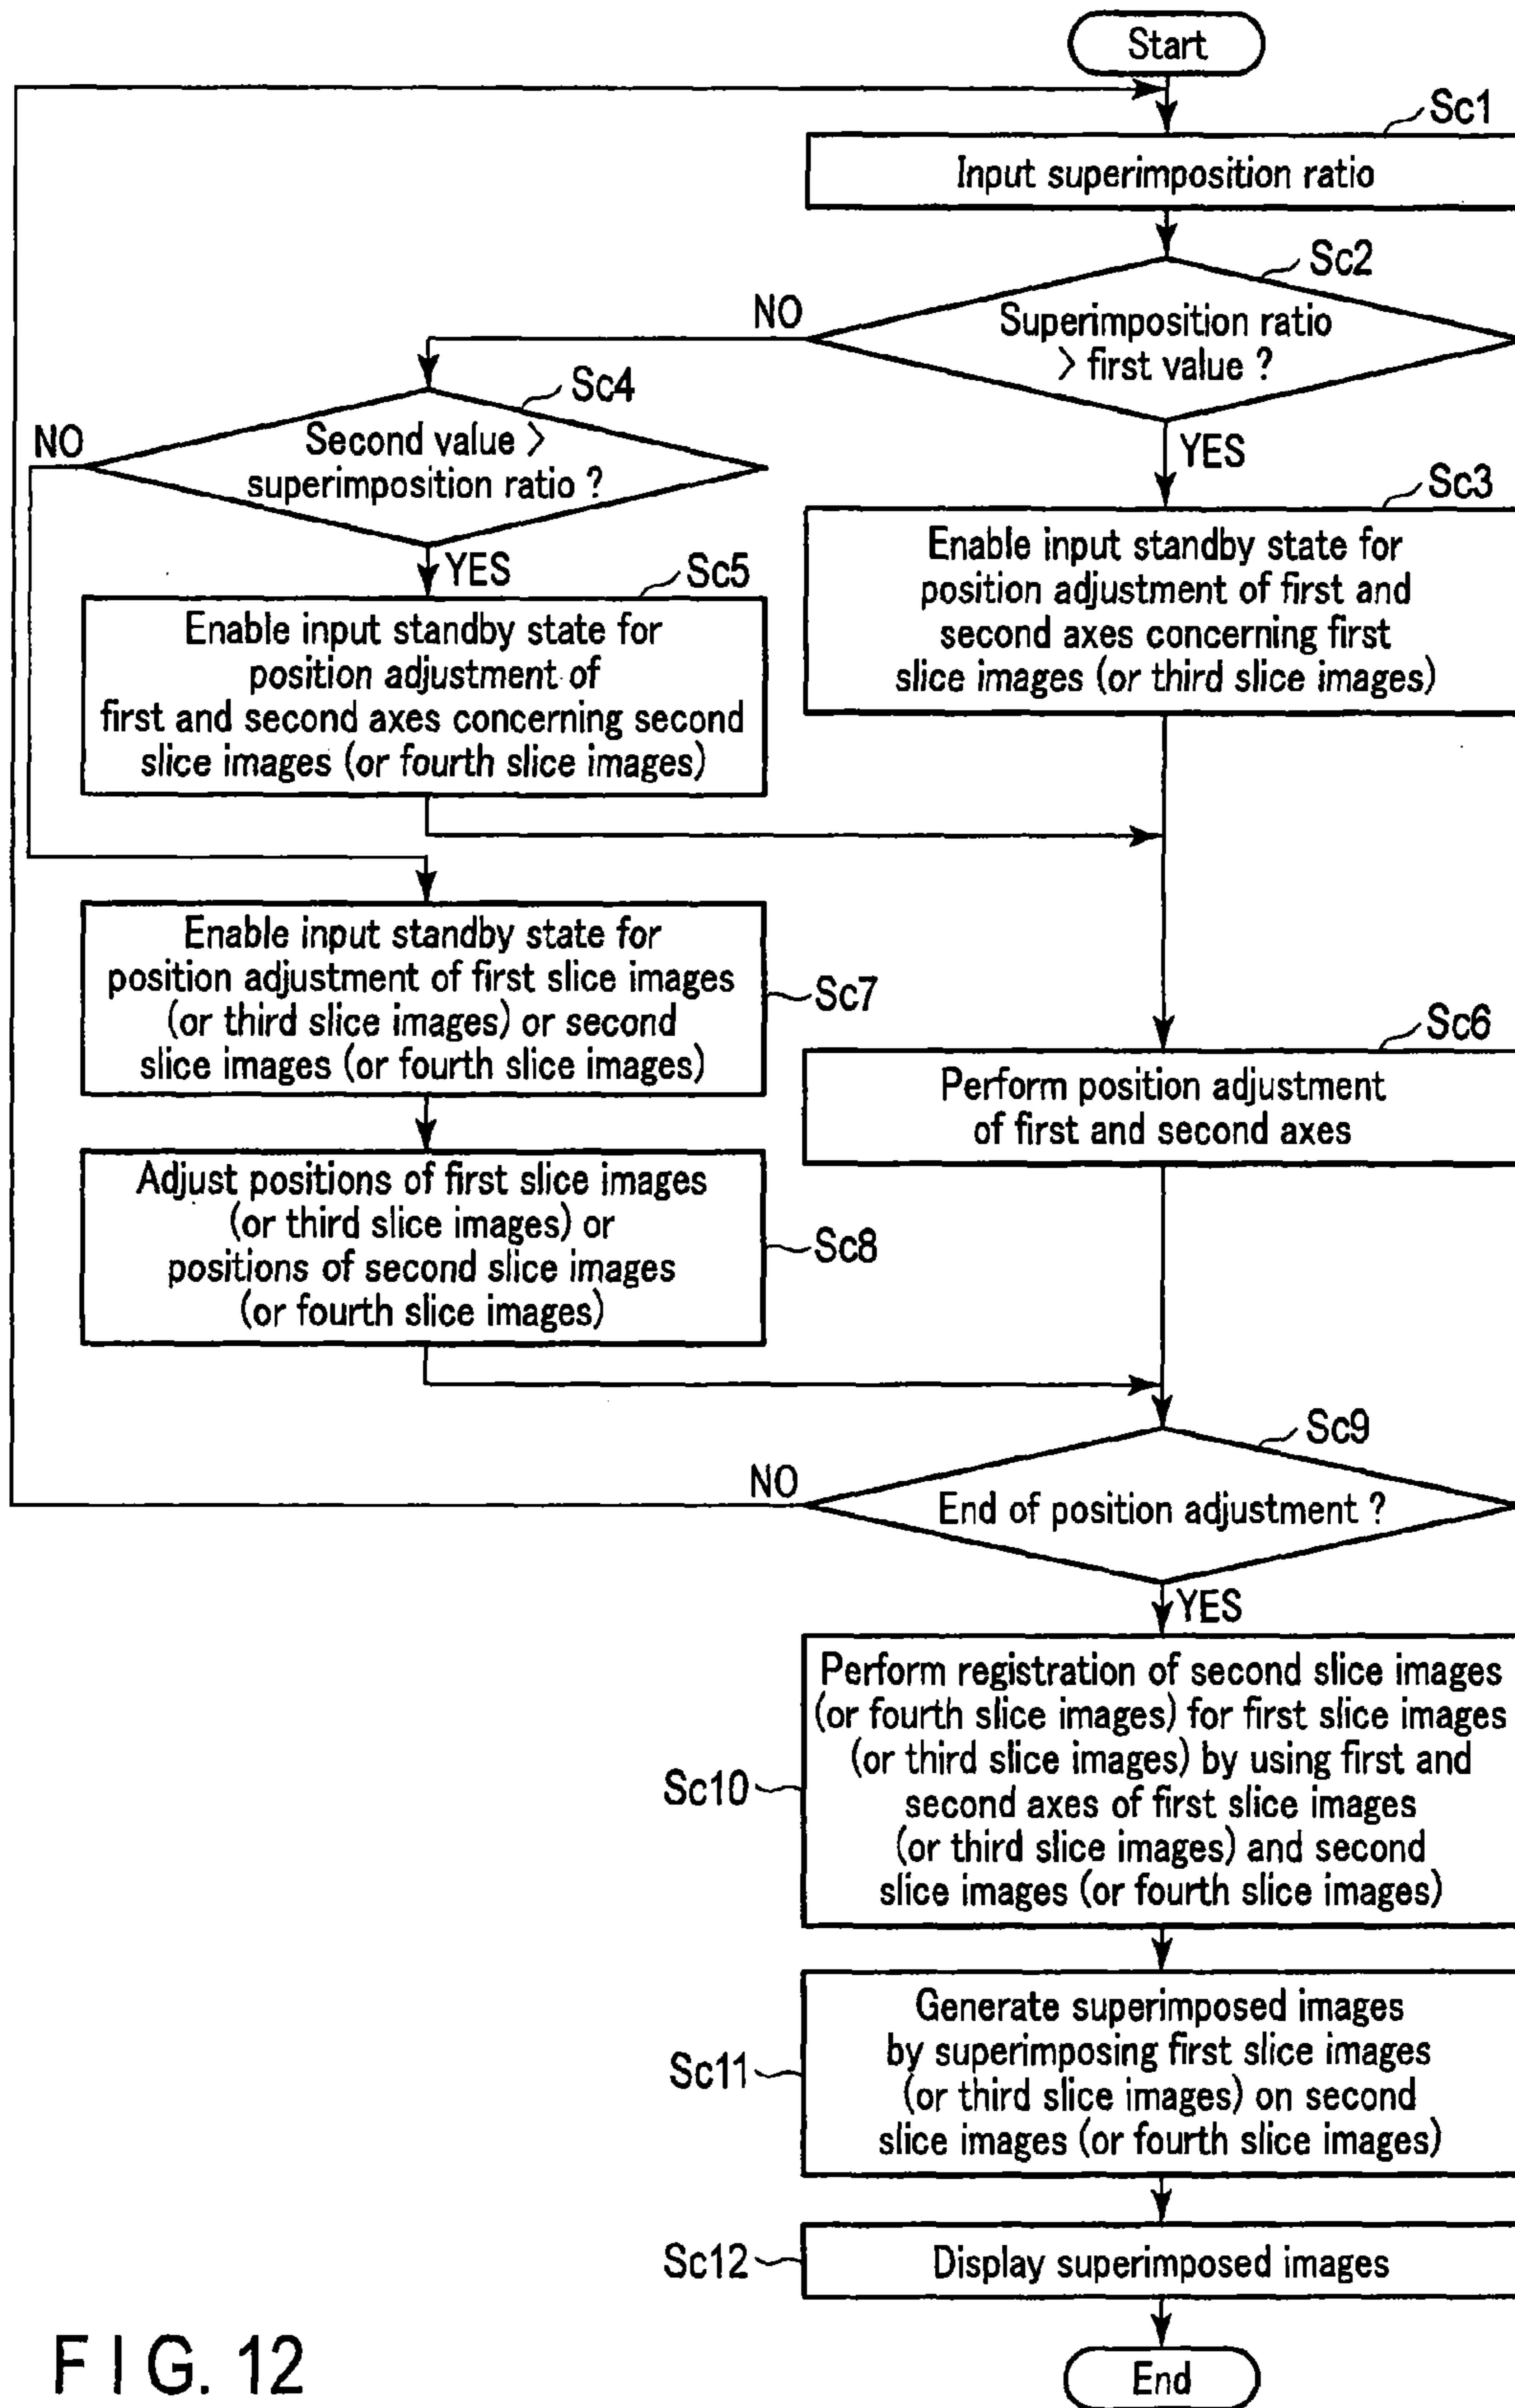 Start
Sc1
Input superimposition ratio
Sc2
Superimposition ratio
> first value ?
NO
YES
Sc4
Second value >
superimposition ratio ?
NO
YES
Sc3
Enable input standby state for
position adjustment of first and
second axes concerning first
slice images (or third slice images)
Sc5
Enable input standby state for
position adjustment of
first and second axes concerning second
slice images (or fourth slice images)
Enable input standby state for
position adjustment of first slice images
(or third slice images) or second
slice images (or fourth slice images)
Sc7
Sc6
Perform position adjustment
of first and second axes
Adjust positions of first slice images
(or third slice images) or
positions of second slice images
(or fourth slice images)
Sc8
Sc9
End of position adjustment ?
NO
YES
Sc10
Perform registration of second slice images
(or fourth slice images) for first slice images
(or third slice images) by using first and
second axes of first slice images
(or third slice images) and second
slice images (or fourth slice images)
Sc11
Generate superimposed images
by superimposing first slice images
(or third slice images) on second
slice images (or fourth slice images)
Sc12
Display superimposed images
End
FIG. 12